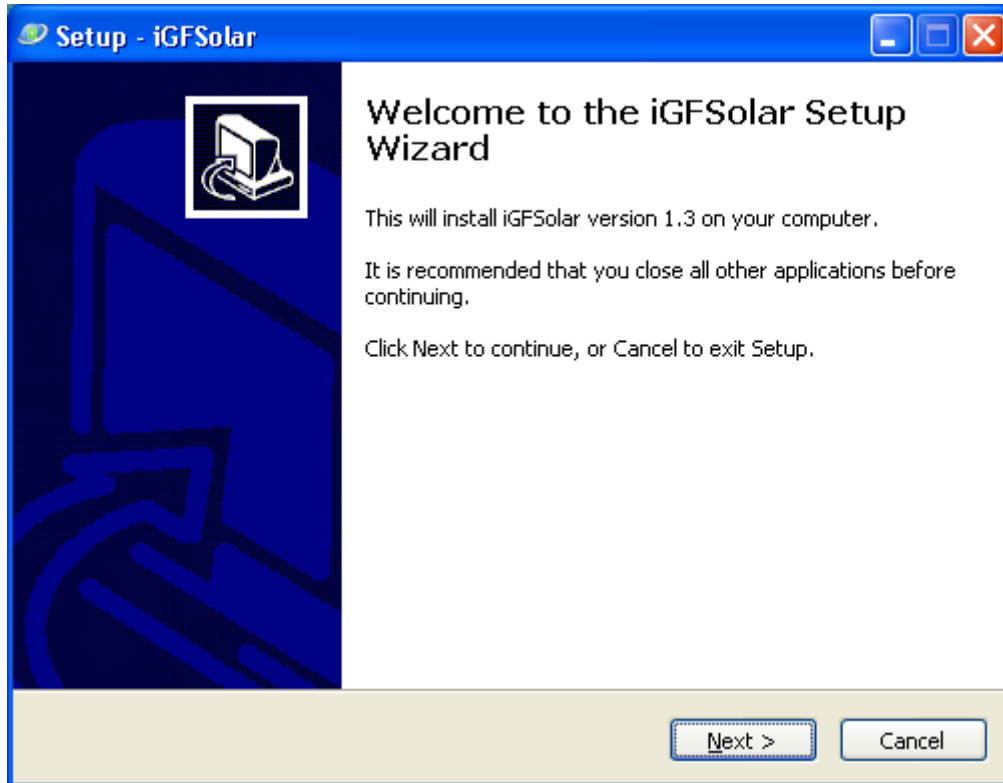 Setup - iGFSolar
Welcome to the iGFSolar Setup
Wizard
This will install iGFSolar version 1.3 on your computer.
It is recommended that you close all other applications before
continuing.
Click Next to continue, or Cancel to exit Setup.
Next >
Cancel